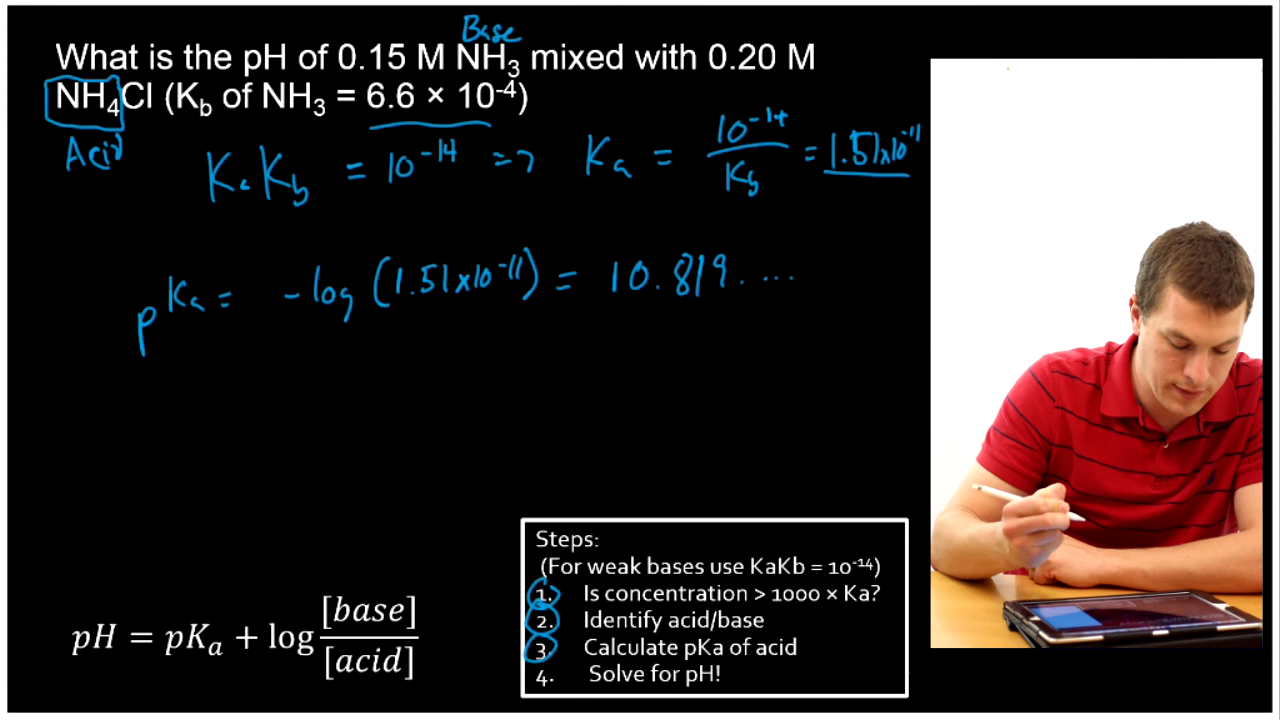 Base
What is the pH of 0.15 M NH₃ mixed with 0.20 M
NH₄Cl (K_b of NH₃ = 6.6 × 10⁻⁴)
Acid
KaKb = 10⁻¹⁴ => Ka = 10⁻¹⁴/Kb = 1.51x10⁻¹¹
pKa = -log (1.51x10⁻¹¹) = 10.819....
pH = pK_a + log [base]/[acid]
Steps:
(For weak bases use KaKb = 10⁻¹⁴)
1. Is concentration > 1000 × Ka?
2. Identify acid/base
3. Calculate pKa of acid
4. Solve for pH!